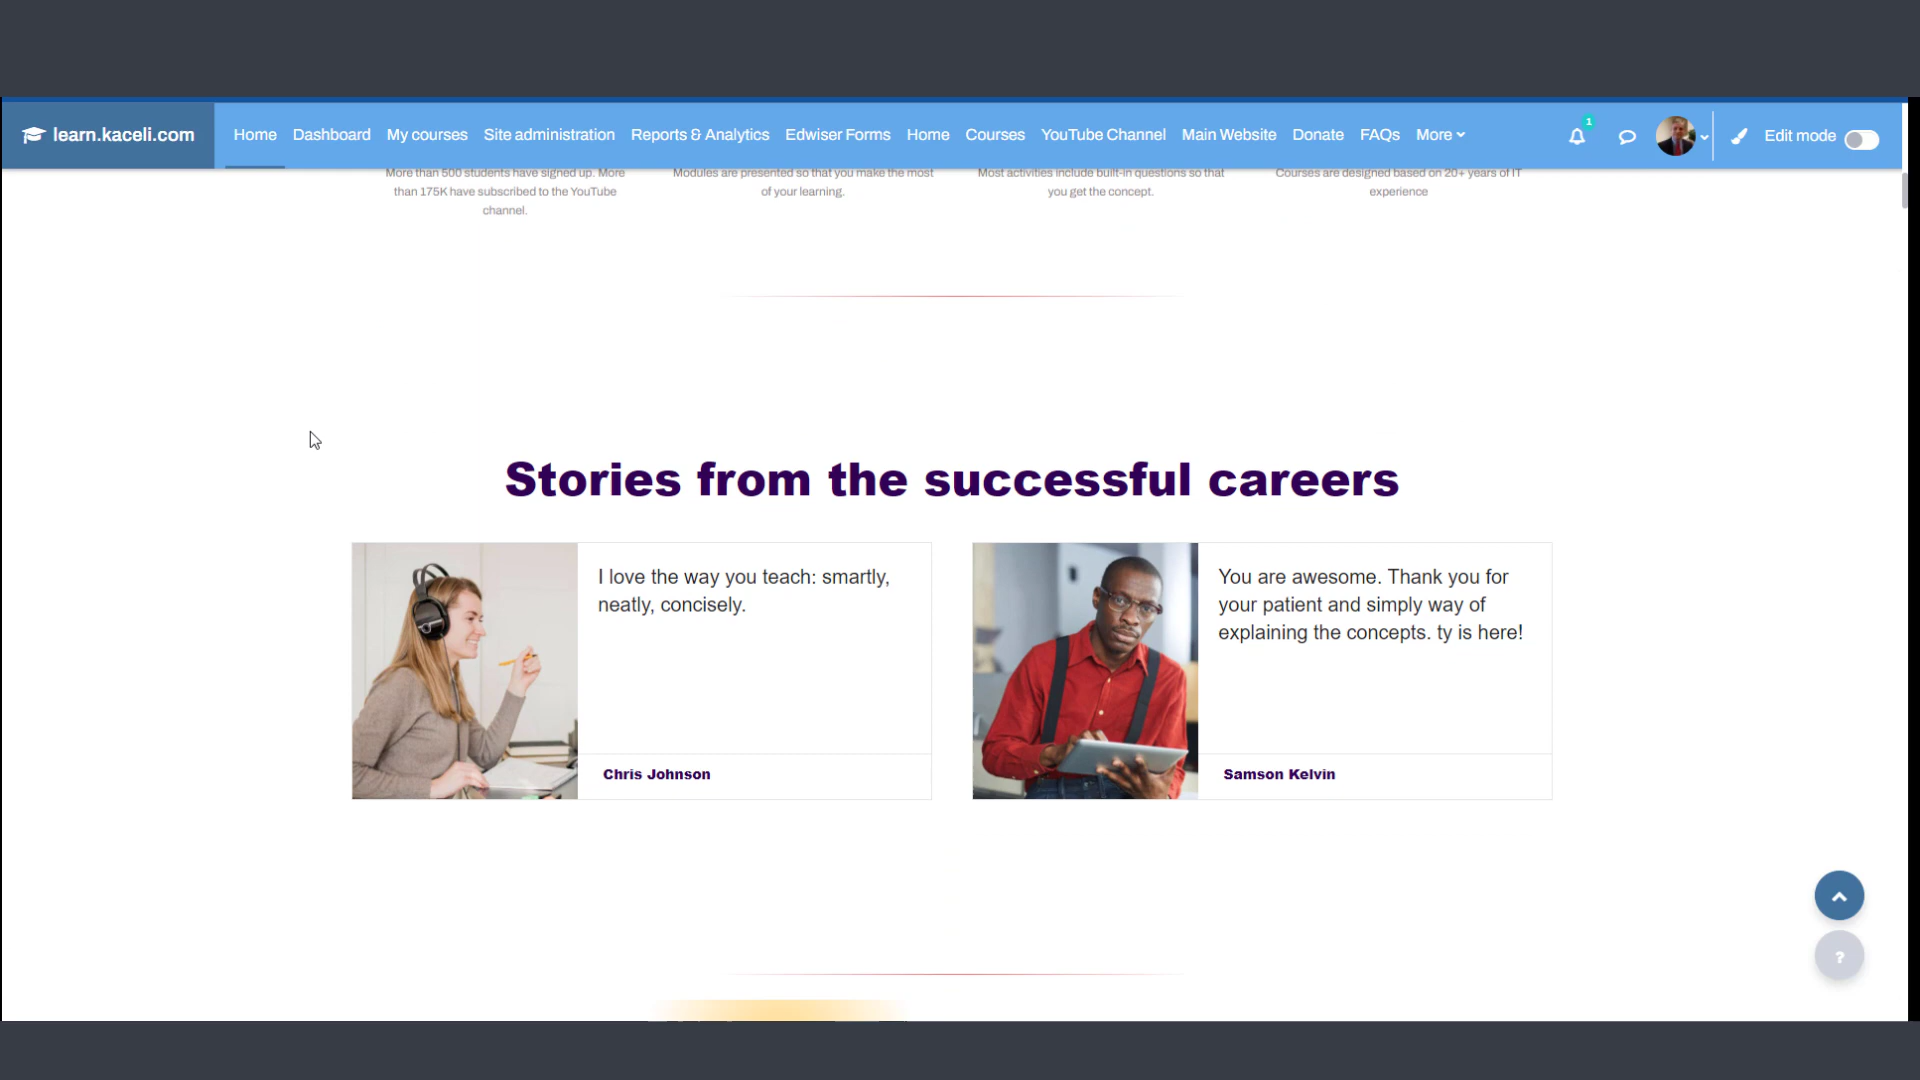 learn.kaceli.com
Home Dashboard My courses Site administration Reports & Analytics Edwiser Forms Home Courses YouTube Channel Main Website Donate FAQs More
1
Edit mode
More than 500 students have signed up. More
than 175K have subscribed to the YouTube
channel.
Modules are presented so that you make the most
of your learning.
Most activities include built-in questions so that
you get the concept.
Courses are designed based on 20+ years of IT
experience
Stories from the successful careers
I love the way you teach: smartly,
neatly, concisely.
Chris Johnson
You are awesome. Thank you for
your patient and simply way of
explaining the concepts. ty is here!
Samson Kelvin
?